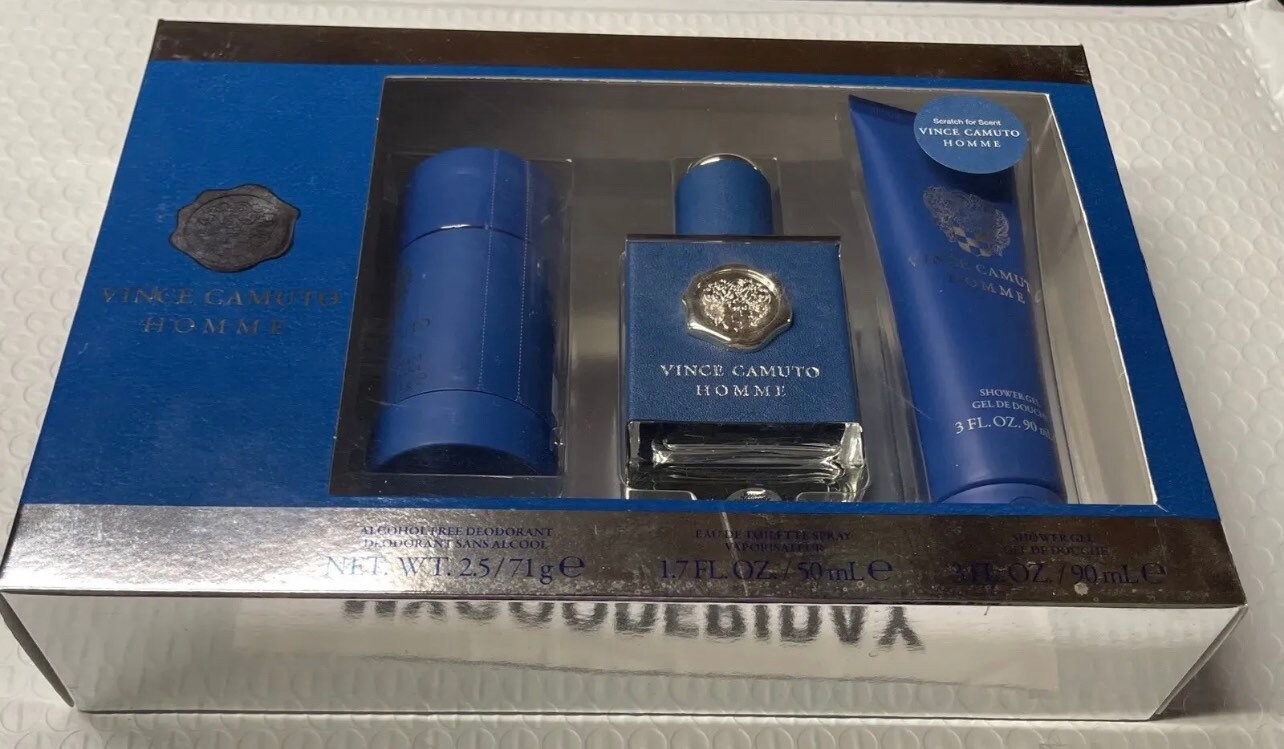 VINCE CAMUTO
HOMME
Scratch for Scent
VINCE CAMUTO
HOMME
VINCE CAMUTO
HOMME
VINCE CAMUTO
HOMME
SHOWER GEL
GEL DE DOUCHE
3 FL. OZ. 90 mL
ALCOHOL FREE DEODORANT
DÉODORANT SANS ALCOOL
NET. WT. 2.5 / 71 g ℮
EAU DE TOILETTE SPRAY
VAPORISATEUR
1.7 FL. OZ. / 50 mL ℮
SHOWER GEL
GEL DE DOUCHE
3 FL. OZ. / 90 mL ℮